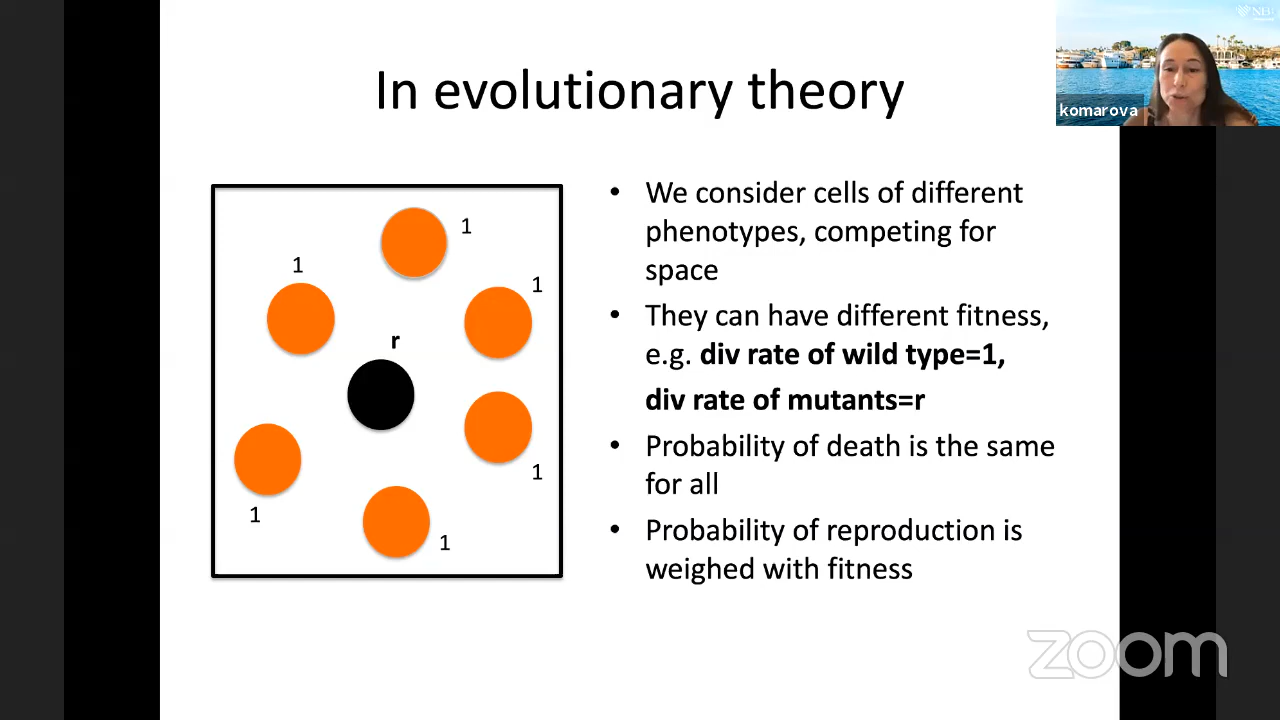 In evolutionary theory
komarova
1
1
1
r
1
1
1
• We consider cells of different
phenotypes, competing for
space
• They can have different fitness,
e.g. div rate of wild type=1,
div rate of mutants=r
• Probability of death is the same
for all
• Probability of reproduction is
weighed with fitness
zoom